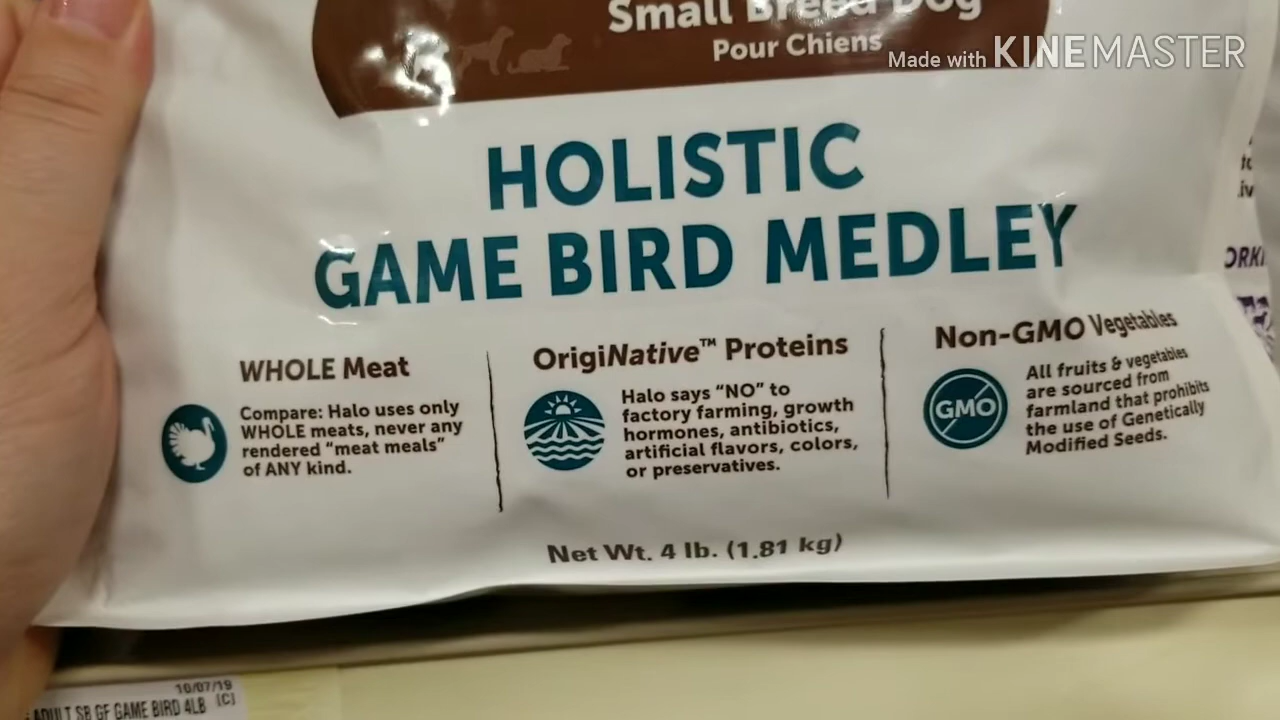 Small Breed Dog
Pour Chiens
Made with KINEMASTER
HOLISTIC
GAME BIRD MEDLEY
WHOLE Meat
Compare: Halo uses only
WHOLE meats, never any
rendered "meat meals"
of ANY kind.
OrigiNative™ Proteins
Halo says "NO" to
factory farming, growth
hormones, antibiotics,
artificial flavors, colors,
or preservatives.
Non-GMO Vegetables
GMO
All fruits & vegetables
are sourced from
farmland that prohibits
the use of Genetically
Modified Seeds.
Net Wt. 4 lb. (1.81 kg)
10/07/19
ADULT SB GF GAME BIRD 4LB [C]